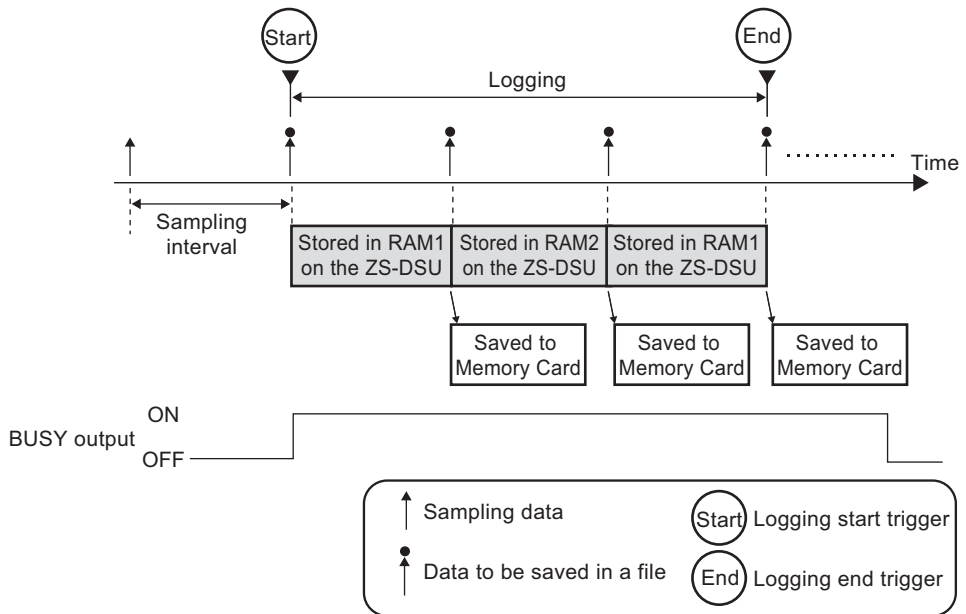 Start
End
Logging
Time
Sampling
interval
Stored in RAM1
on the ZS-DSU
Stored in RAM2
on the ZS-DSU
Stored in RAM1
on the ZS-DSU
Saved to
Memory Card
Saved to
Memory Card
Saved to
Memory Card
ON
BUSY output
OFF
Sampling data
Start Logging start trigger
Data to be saved in a file
End Logging end trigger